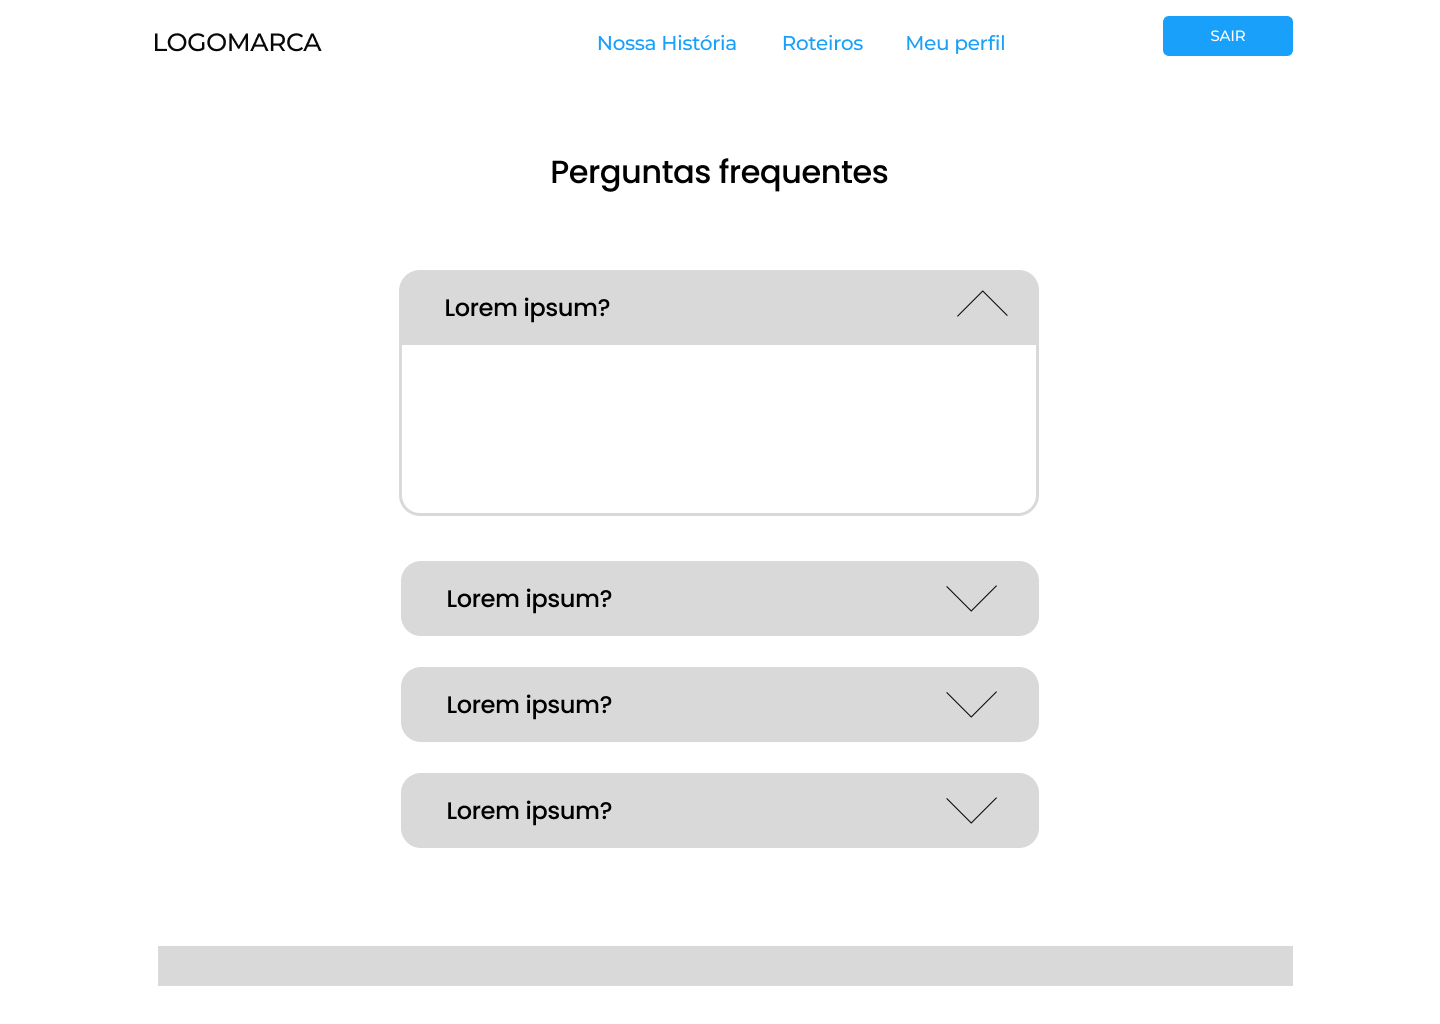 LOGOMARCA
Nossa História
Roteiros
Meu perfil
SAIR
Perguntas frequentes
Lorem ipsum?
Lorem ipsum?
Lorem ipsum?
Lorem ipsum?